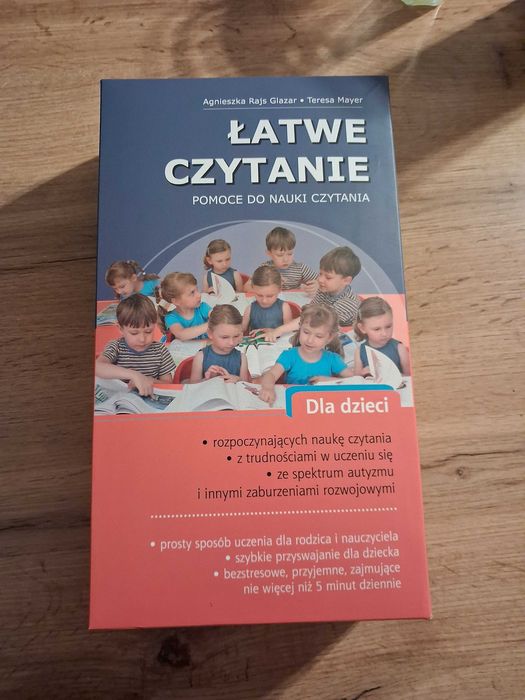 Agnieszka Rajs Glazar • Teresa Mayer
ŁATWE
CZYTANIE
POMOCE DO NAUKI CZYTANIA
Dla dzieci
• rozpoczynających naukę czytania
• z trudnościami w uczeniu się
• ze spektrum autyzmu
i innymi zaburzeniami rozwojowymi
• prosty sposób uczenia dla rodzica i nauczyciela
• szybkie przyswajanie dla dziecka
• bezstresowe, przyjemne, zajmujące
nie więcej niż 5 minut dziennie